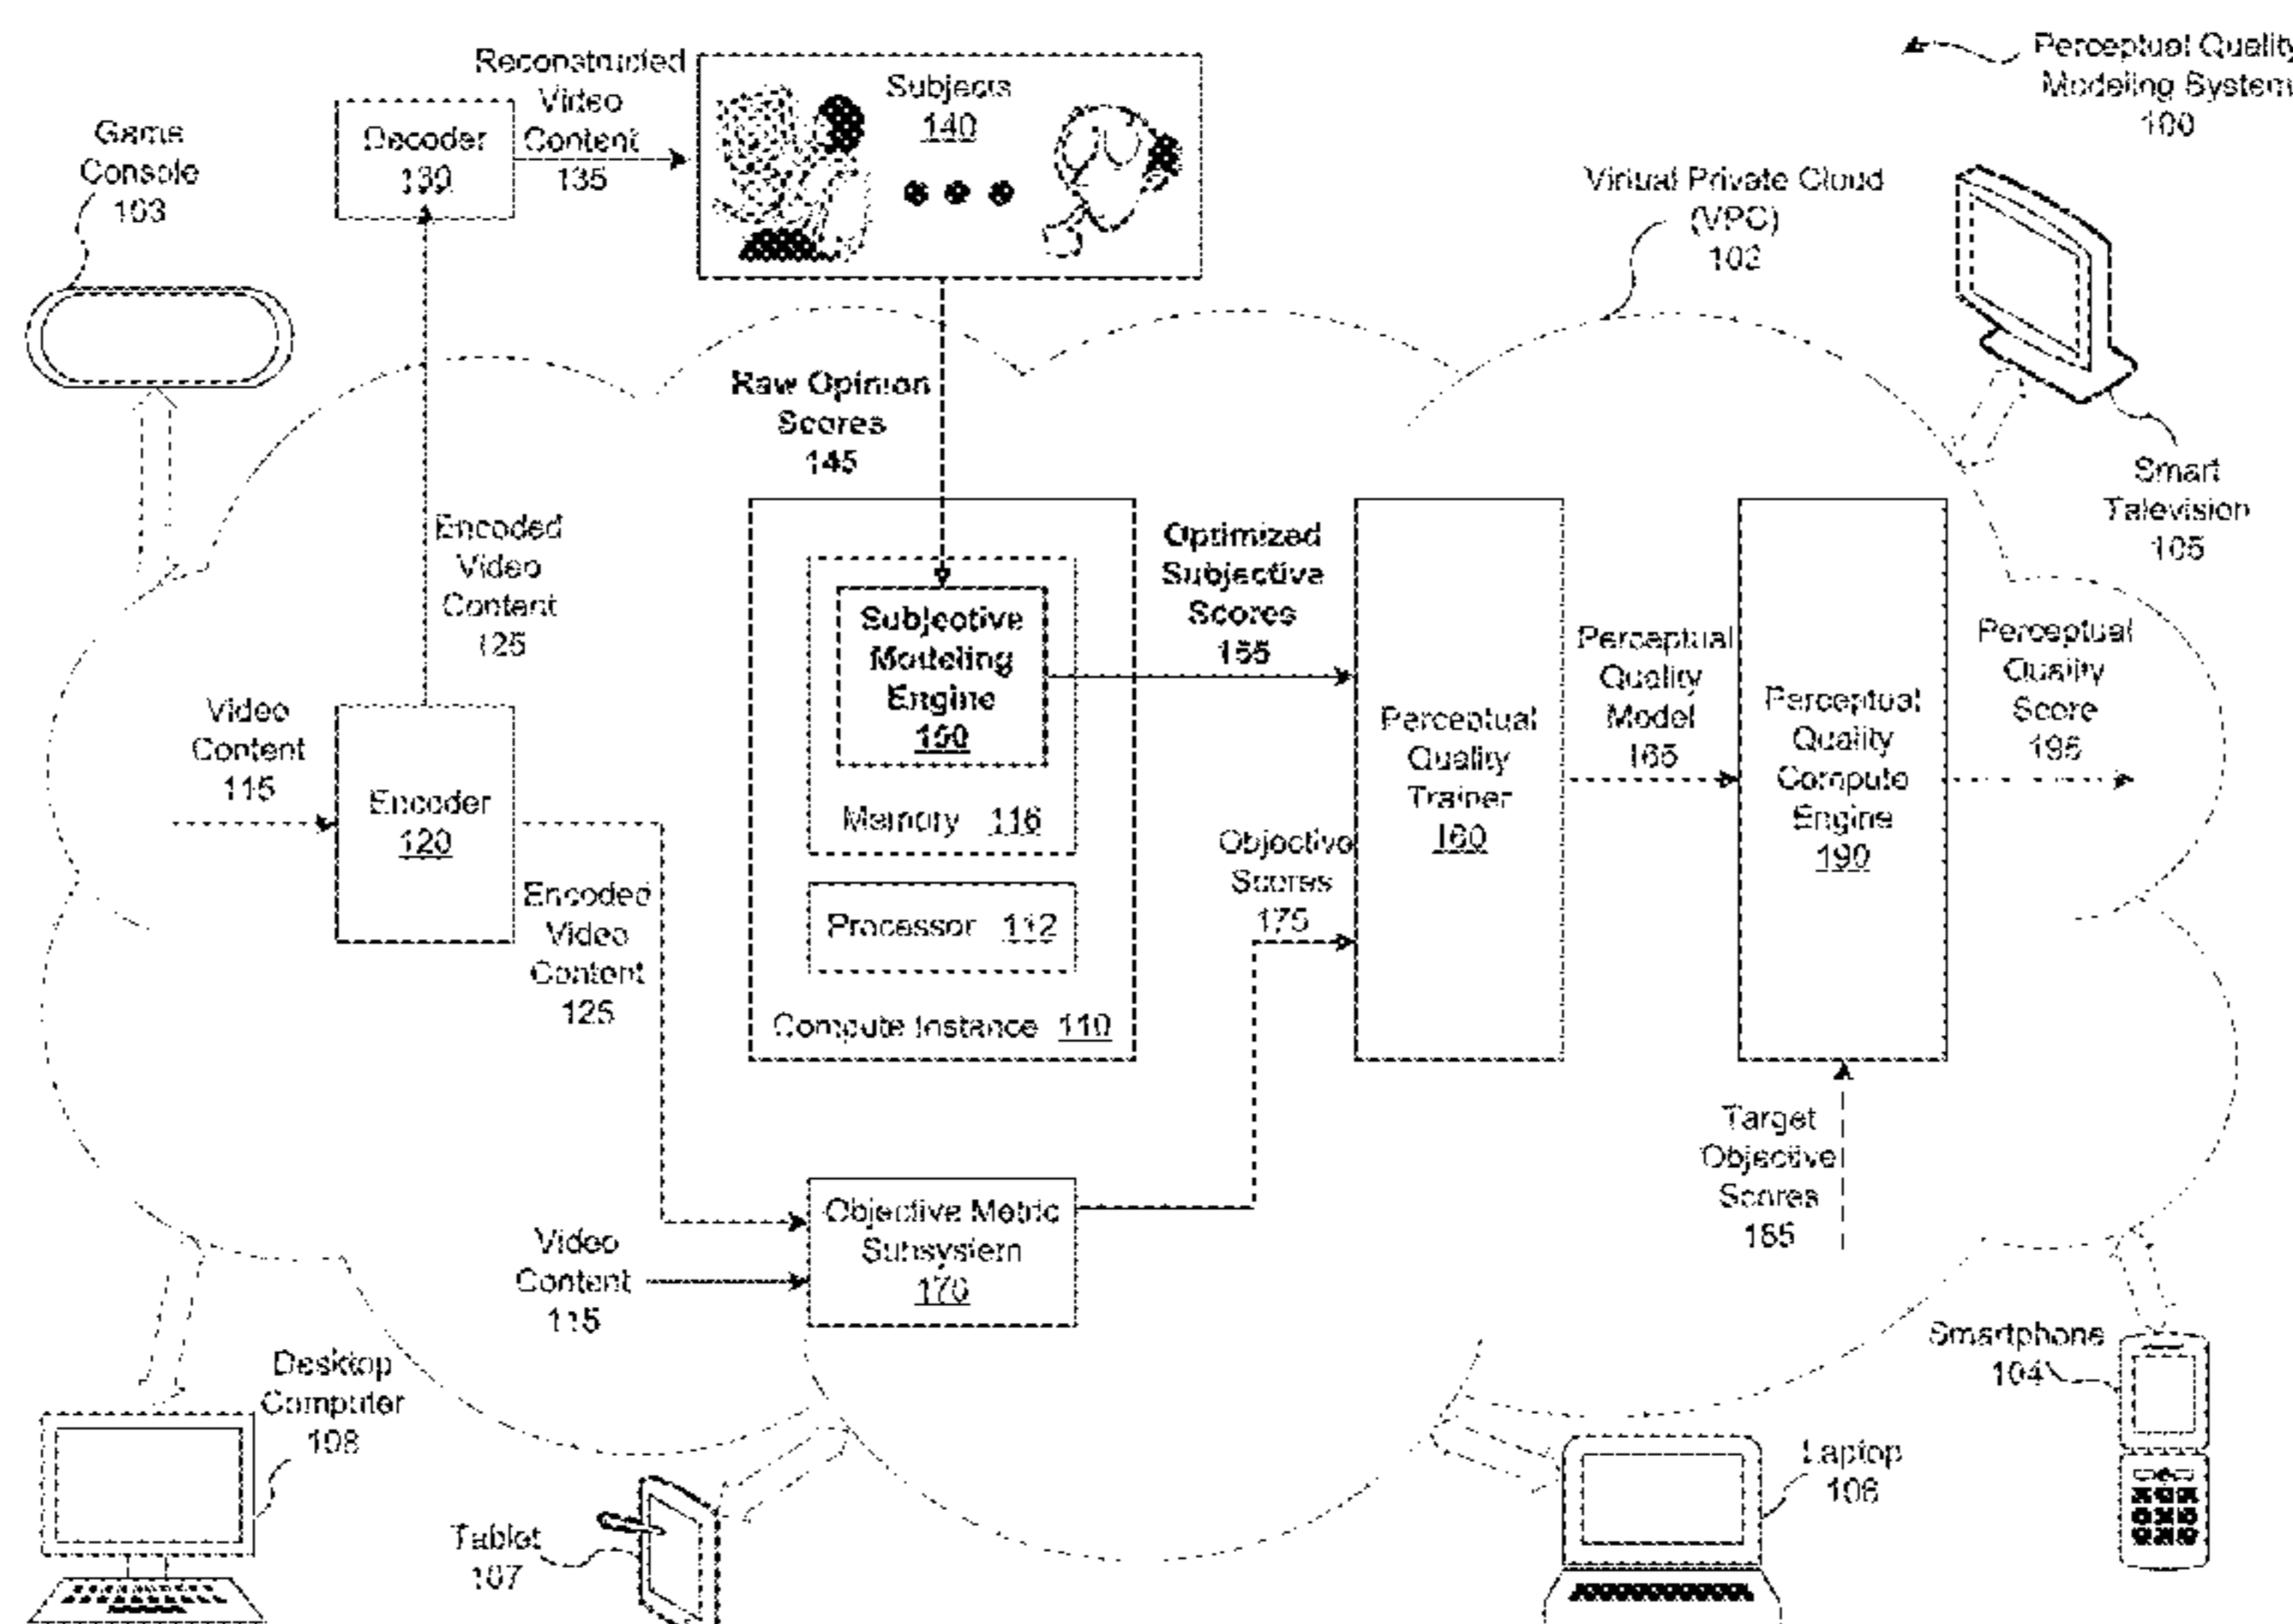 Perceptual Quality
Modeling System
100
Reconstructed
Video
Content
135
Subjects
140
Decoder
130
Game
Console
103
Virtual Private Cloud
(VPC)
102
Smart
Television
105
Raw Opinion
Scores
145
Encoded
Video
Content
125
Optimized
Subjective
Scores
155
Subjective
Modeling
Engine
150
Memory 116
Processor 112
Compute Instance 110
Video
Content
115
Encoder
120
Encoded
Video
Content
125
Perceptual
Quality
Trainer
160
Perceptual
Quality
Model
165
Perceptual
Quality
Compute
Engine
190
Perceptual
Quality
Score
195
Objective
Scores
175
Target
Objective
Scores
185
Video
Content
115
Objective Metric
Subsystem
170
Desktop
Computer
108
Tablet
107
Laptop
106
Smartphone
104